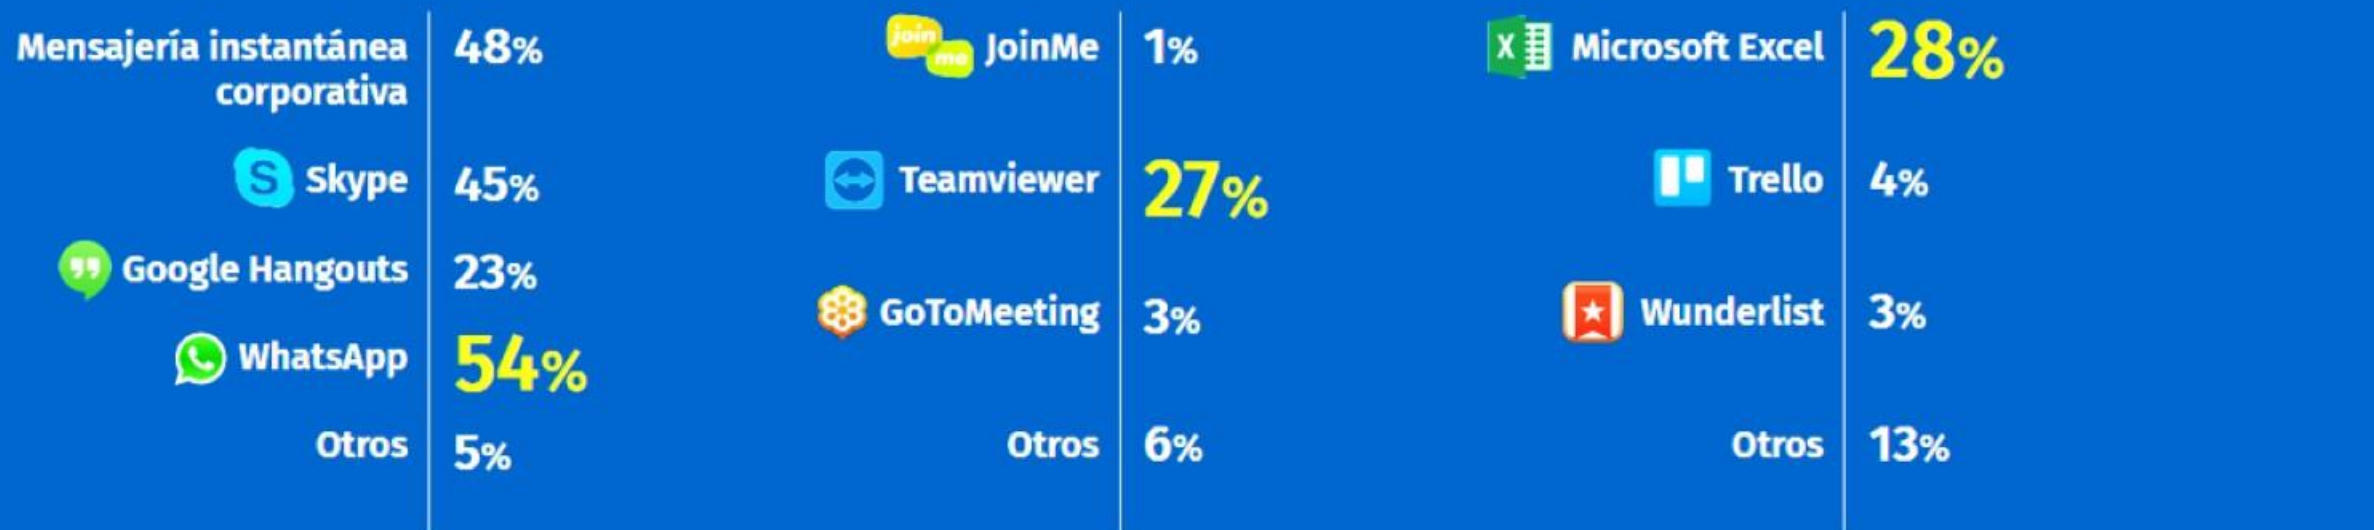 Mensajería instantánea
corporativa
48%
Skype 45%
Google Hangouts 23%
WhatsApp 54%
Otros 5%
join
me
JoinMe 1%
Teamviewer 27%
GoToMeeting 3%
Otros 6%
X Microsoft Excel 28%
Trello 4%
Wunderlist 3%
Otros 13%